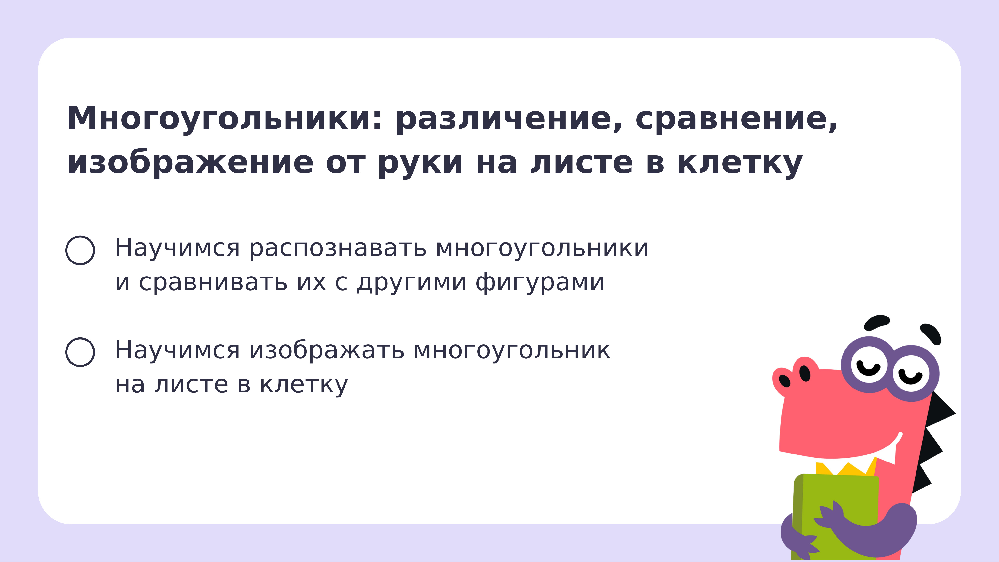 Многоугольники: различение, сравнение,
изображение от руки на листе в клетку
Научимся распознавать многоугольники
и сравнивать их с другими фигурами
Научимся изображать многоугольник
на листе в клетку